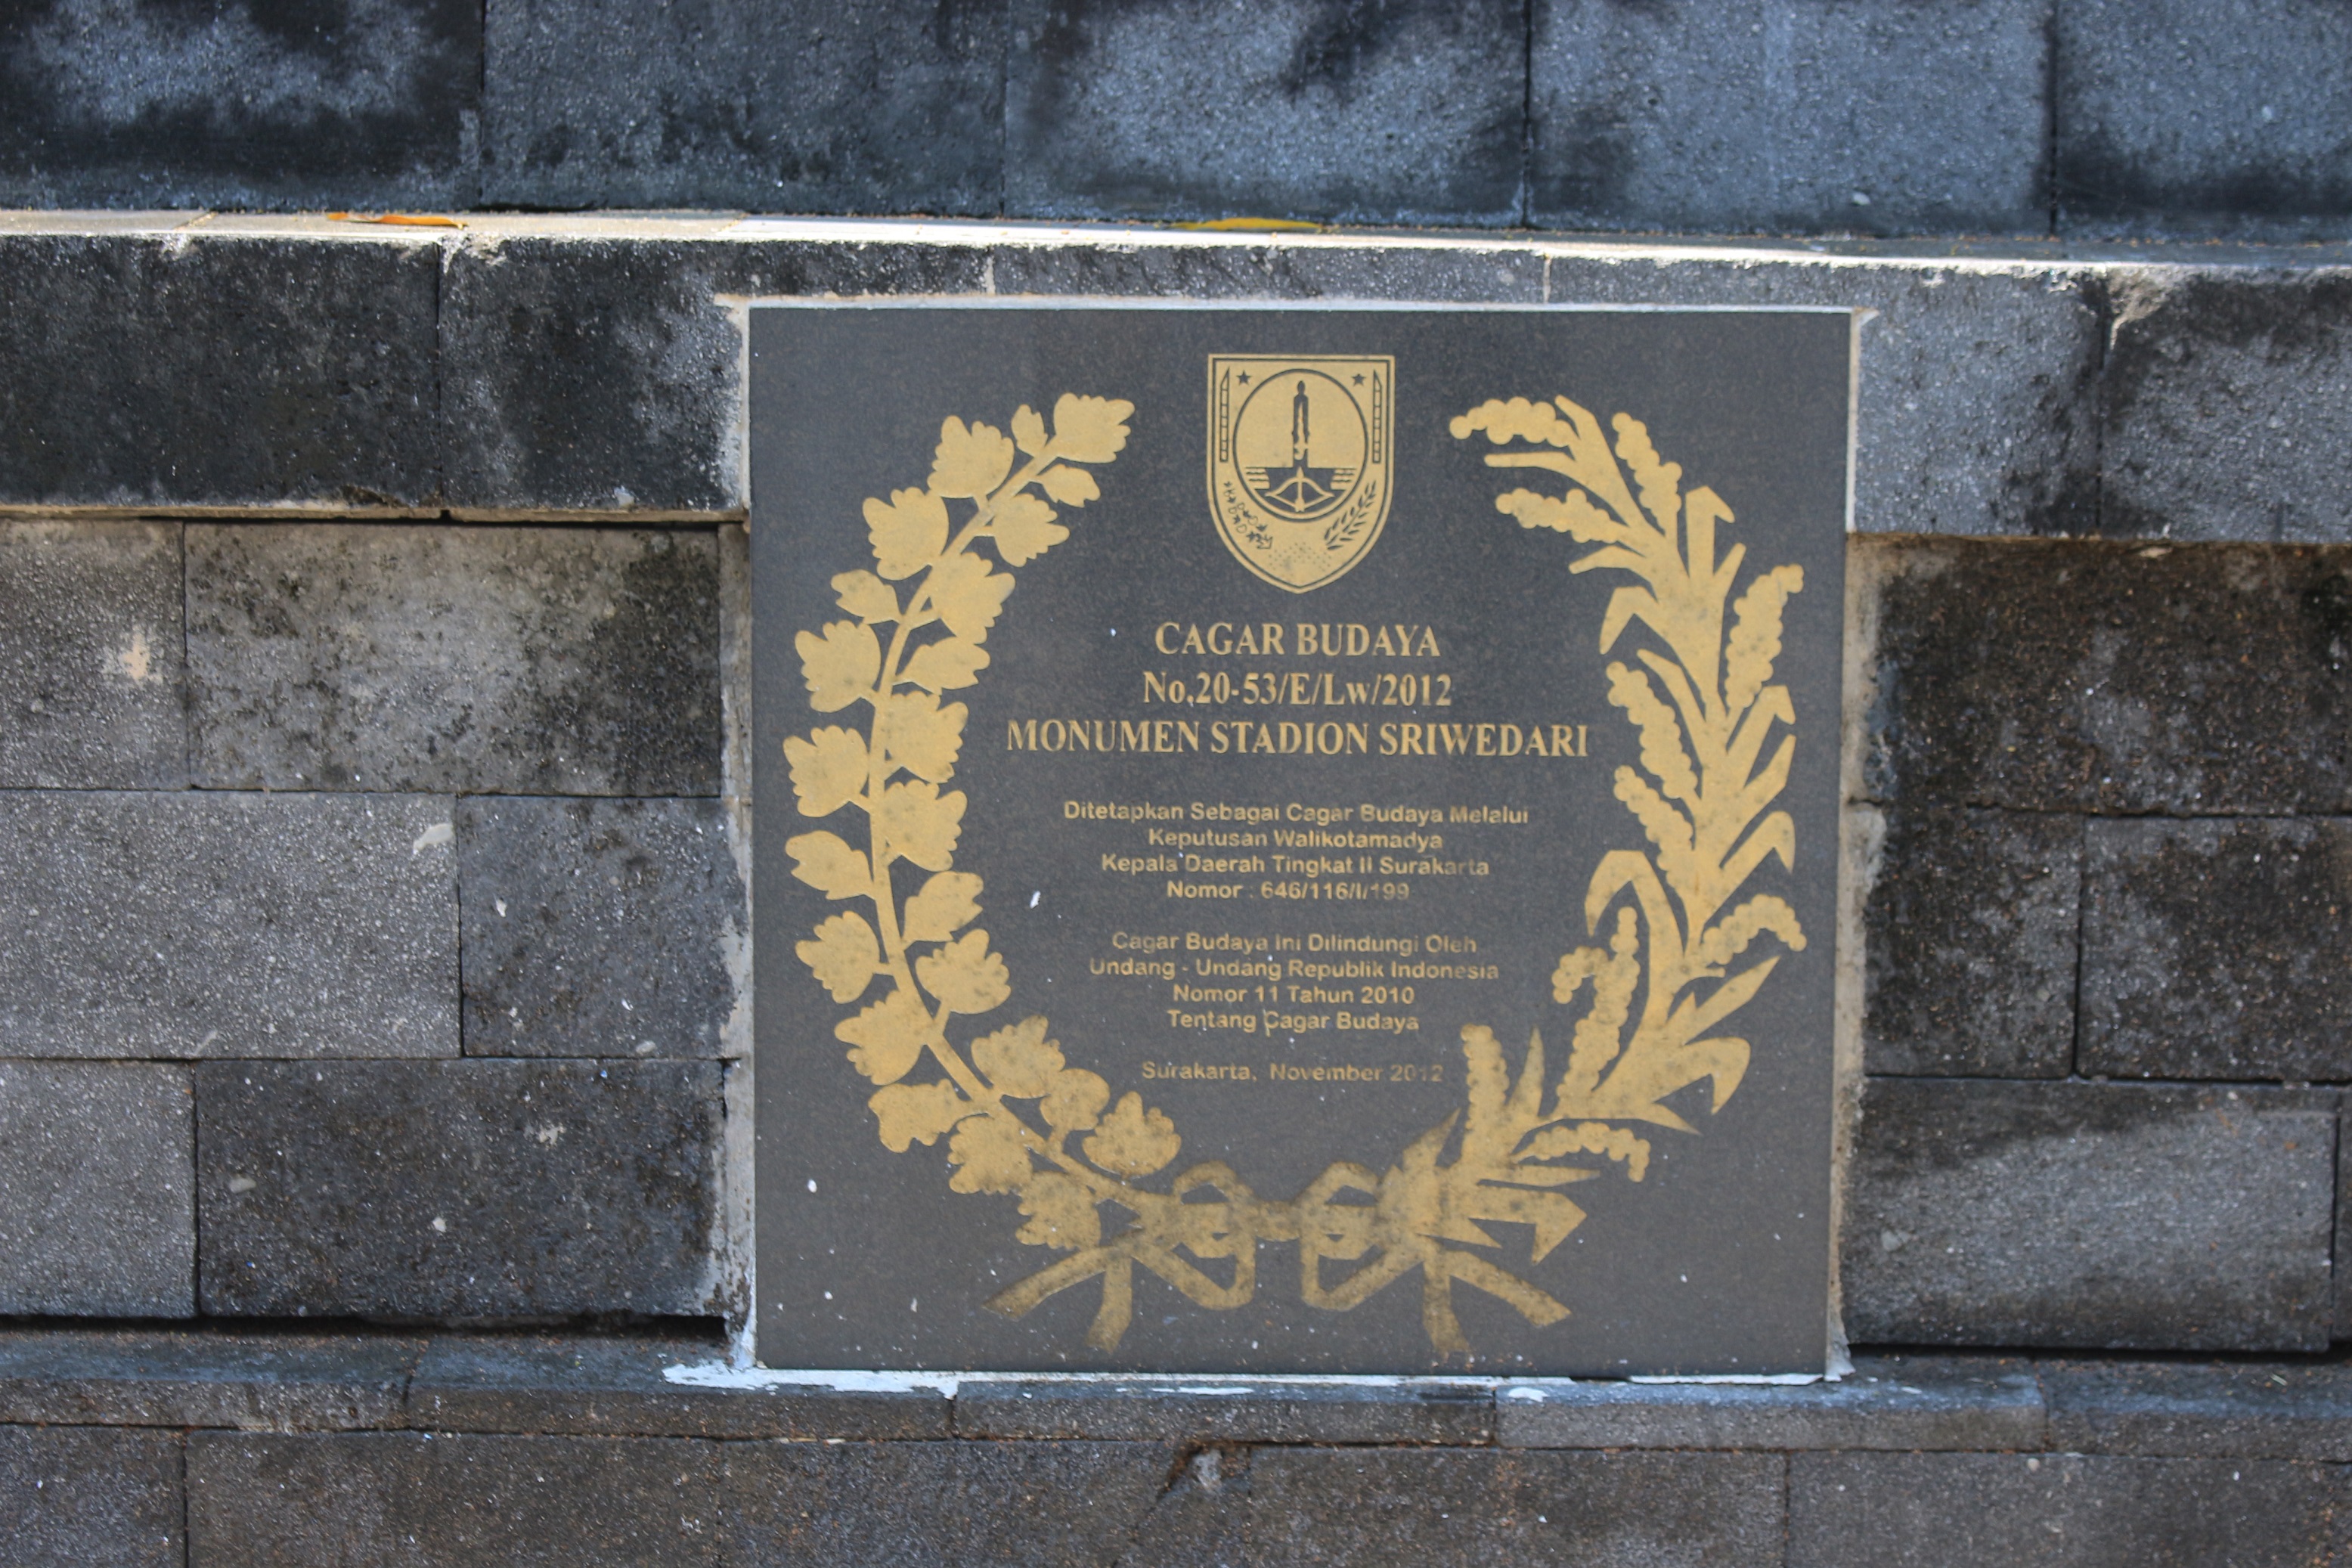 CAGAR BUDAYA
No,20-53/E/Lw/2012
MONUMEN STADION SRIWEDARI
Ditetapkan Sebagai Cagar Budaya Melalui
Keputusan Walikotamadya
Kepala Daerah Tingkat II Surakarta
Nomor : 646/116/I/199
Cagar Budaya Ini Dilindungi Oleh
Undang - Undang Republik Indonesia
Nomor 11 Tahun 2010
Tentang Cagar Budaya
Surakarta, November 2012